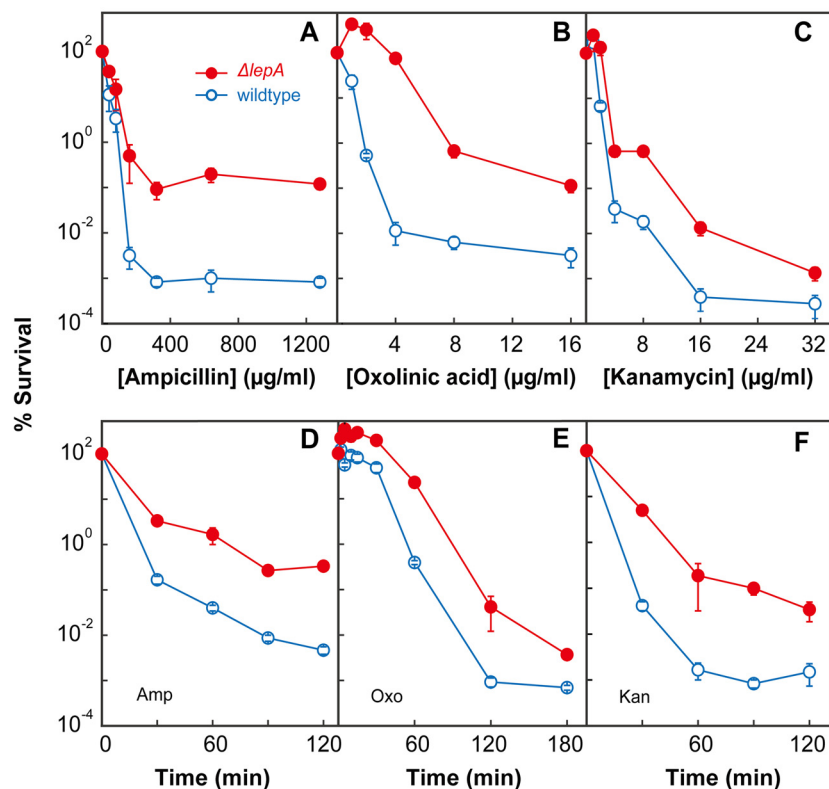 A B C
ΔlepA
wildtype
10² 10⁰ 10⁻² 10⁻⁴
0 400 800 1200 4 8 12 16 8 16 24 32
[Ampicillin] (µg/ml) [Oxolinic acid] (µg/ml) [Kanamycin] (µg/ml)
% Survival
D E F
10² 10⁰ 10⁻² 10⁻⁴
Amp Oxo Kan
0 60 120 60 120 180 60 120
Time (min) Time (min) Time (min)